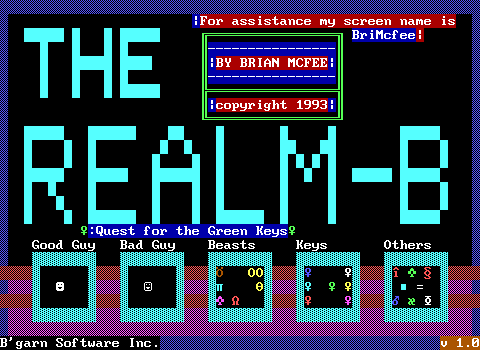 THE
¦For assistance my screen name is
BriMcfee¦
¦BY BRIAN MCFEE¦
¦copyright 1993¦
REALM-B
♀:Quest for the Green Keys♀
Good Guy Bad Guy Beasts Keys Others
B'garn Software Inc. v 1.0